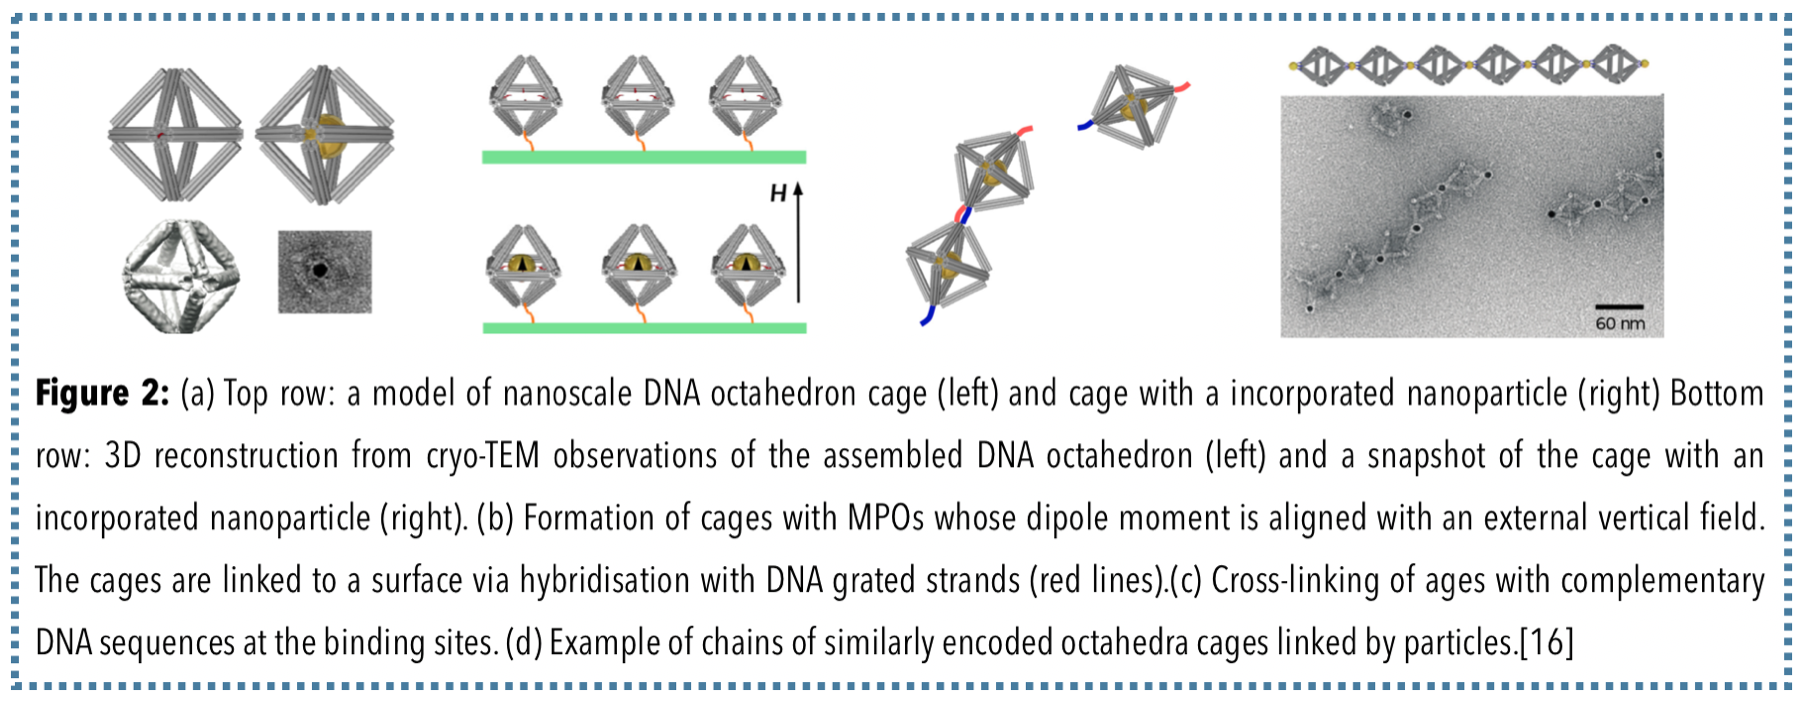 H
60 nm
Figure 2: (a) Top row: a model of nanoscale DNA octahedron cage (left) and cage with a incorporated nanoparticle (right) Bottom
row: 3D reconstruction from cryo-TEM observations of the assembled DNA octahedron (left) and a snapshot of the cage with an
incorporated nanoparticle (right). (b) Formation of cages with MPOs whose dipole moment is aligned with an external vertical field.
The cages are linked to a surface via hybridisation with DNA grated strands (red lines).(c) Cross-linking of ages with complementary
DNA sequences at the binding sites. (d) Example of chains of similarly encoded octahedra cages linked by particles.[16]